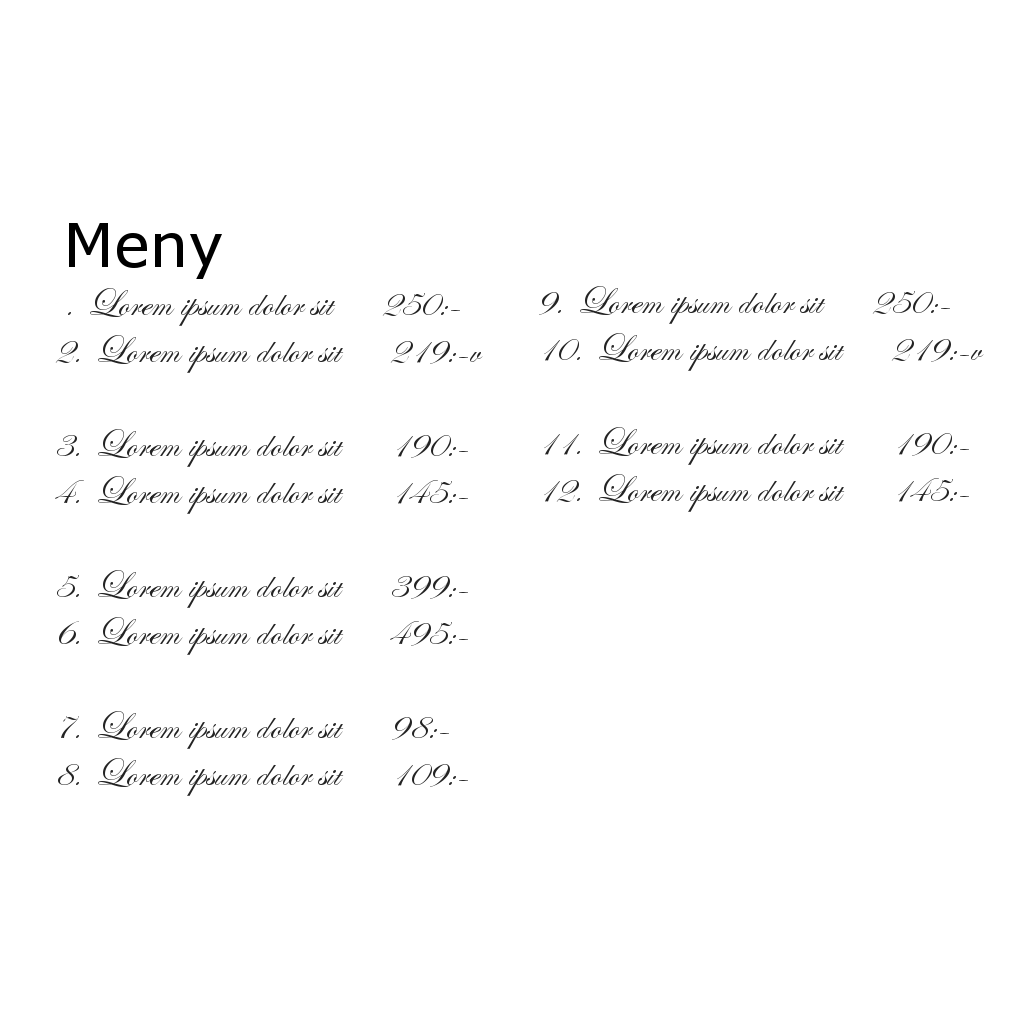 Meny
. Lorem ipsum dolor sit 250:-
2. Lorem ipsum dolor sit 219:-v
3. Lorem ipsum dolor sit 190:-
4. Lorem ipsum dolor sit 145:-
5. Lorem ipsum dolor sit 399:-
6. Lorem ipsum dolor sit 495:-
7. Lorem ipsum dolor sit 98:-
8. Lorem ipsum dolor sit 109:-
9. Lorem ipsum dolor sit 250:-
10. Lorem ipsum dolor sit 219:-v
11. Lorem ipsum dolor sit 190:-
12. Lorem ipsum dolor sit 145:-